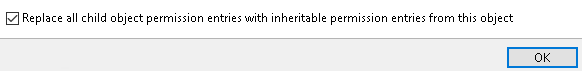 Replace all child object permission entries with inheritable permission entries from this object
OK